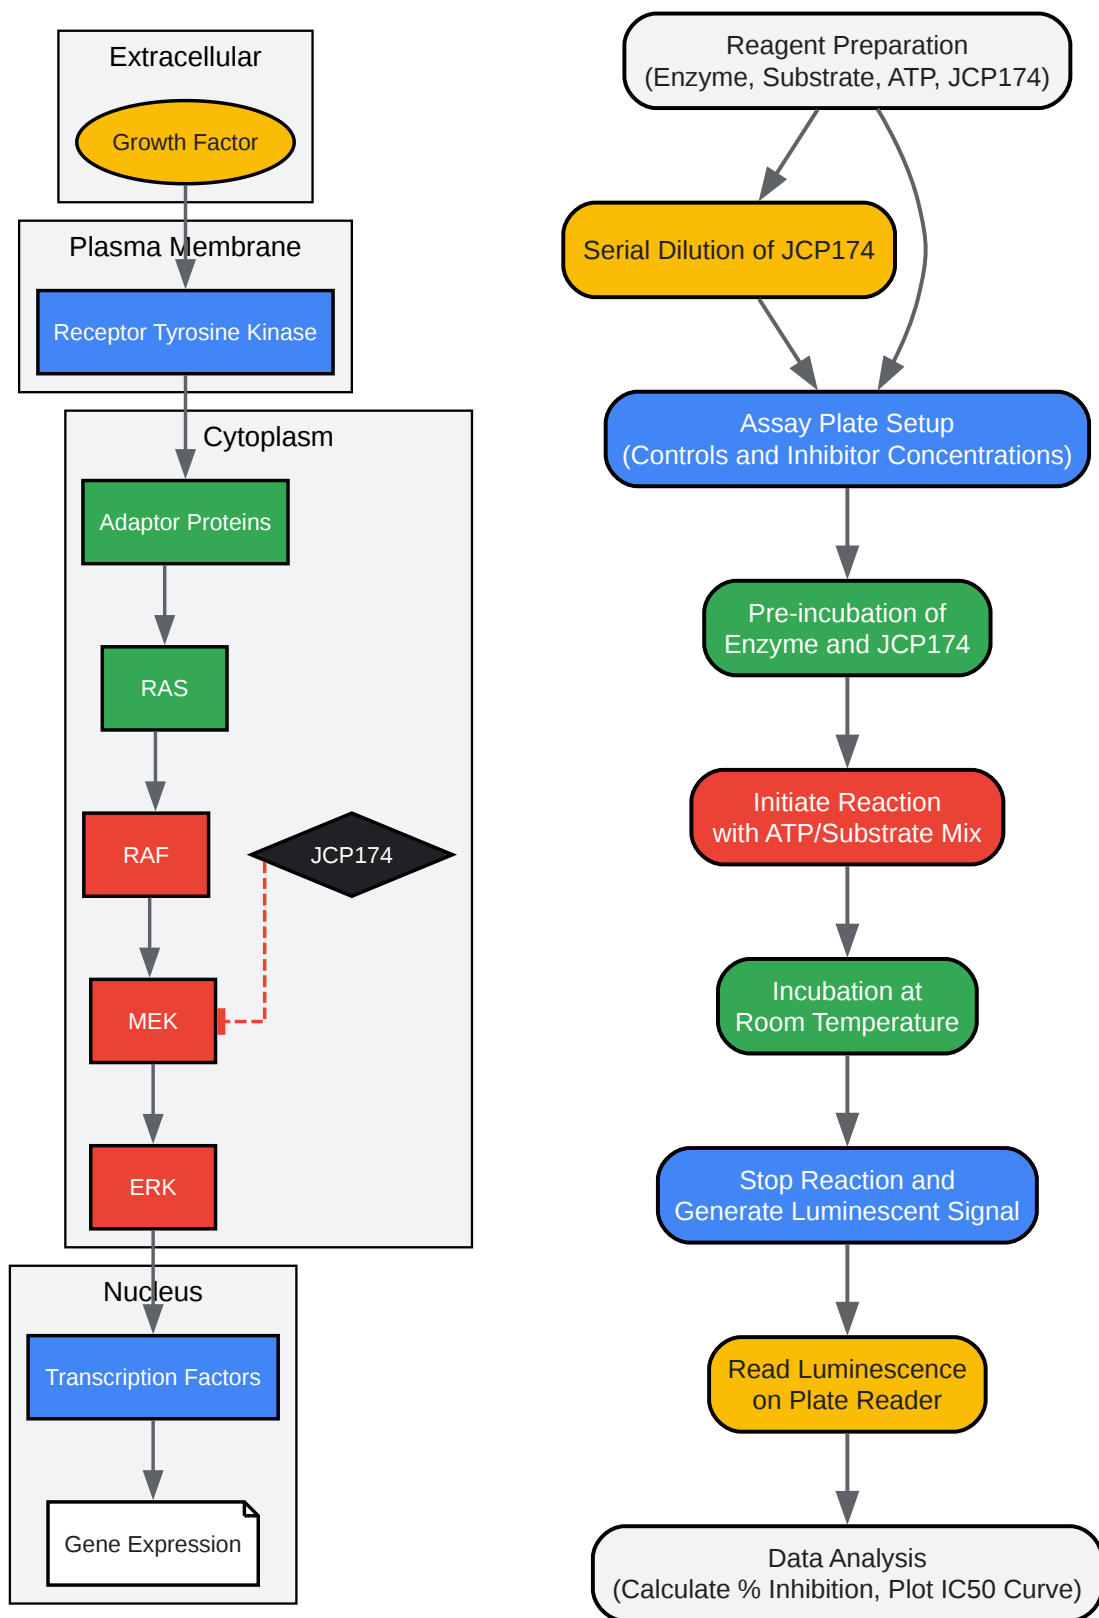 Extracellular
Growth Factor
Plasma Membrane
Receptor Tyrosine Kinase
Cytoplasm
Adaptor Proteins
RAS
RAF
JCP174
MEK
ERK
Nucleus
Transcription Factors
Gene Expression
Reagent Preparation
(Enzyme, Substrate, ATP, JCP174)
Serial Dilution of JCP174
Assay Plate Setup
(Controls and Inhibitor Concentrations)
Pre-incubation of
Enzyme and JCP174
Initiate Reaction
with ATP/Substrate Mix
Incubation at
Room Temperature
Stop Reaction and
Generate Luminescent Signal
Read Luminescence
on Plate Reader
Data Analysis
(Calculate % Inhibition, Plot IC50 Curve)